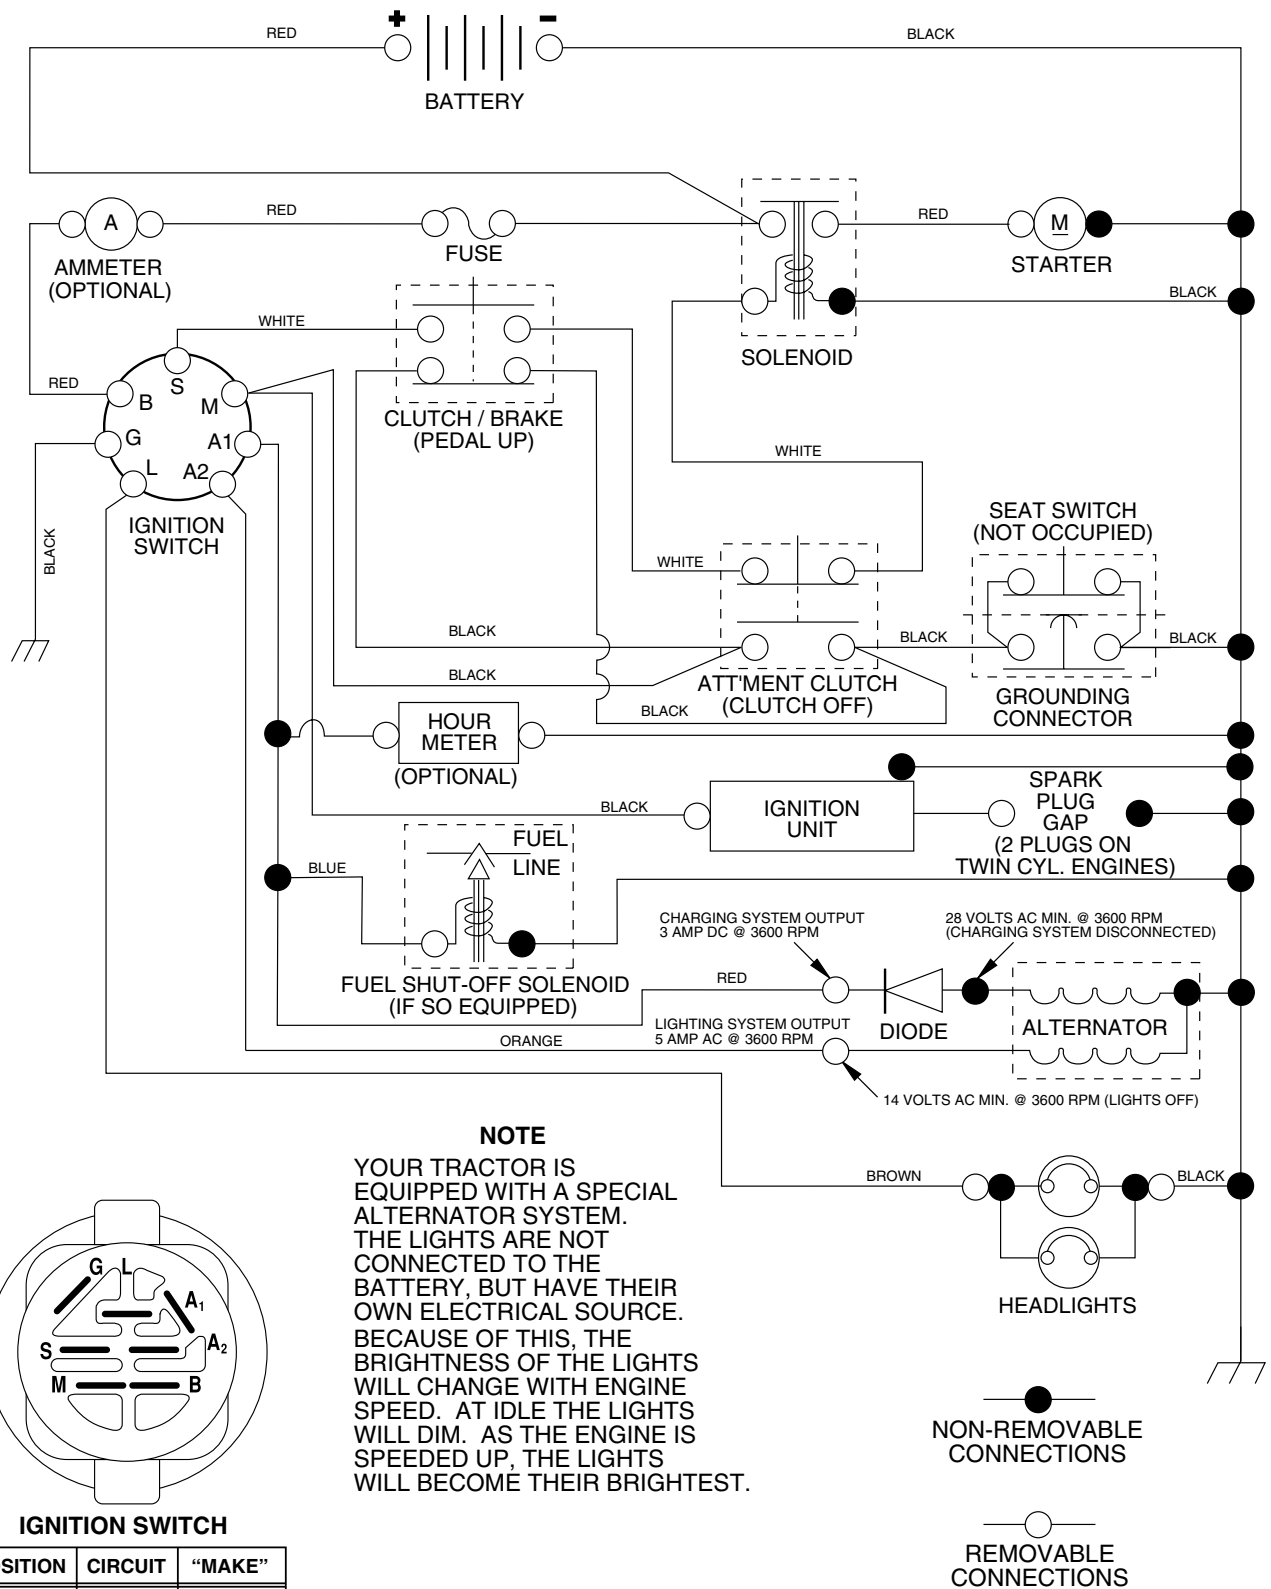 + −
RED
BLACK
BATTERY
RED
A
AMMETER
(OPTIONAL)
FUSE
RED
M
STARTER
BLACK
SOLENOID
WHITE
CLUTCH / BRAKE
(PEDAL UP)
RED
S
B
M
G
A1
L
A2
IGNITION
SWITCH
BLACK
WHITE
WHITE
SEAT SWITCH
(NOT OCCUPIED)
BLACK
BLACK
BLACK
BLACK
BLACK
ATT'MENT CLUTCH
(CLUTCH OFF)
GROUNDING
CONNECTOR
HOUR
METER
(OPTIONAL)
BLACK
IGNITION
UNIT
SPARK
PLUG
GAP
(2 PLUGS ON
TWIN CYL. ENGINES)
BLUE
FUEL
LINE
FUEL SHUT-OFF SOLENOID
(IF SO EQUIPPED)
CHARGING SYSTEM OUTPUT
3 AMP DC @ 3600 RPM
28 VOLTS AC MIN. @ 3600 RPM
(CHARGING SYSTEM DISCONNECTED)
RED
DIODE
ALTERNATOR
LIGHTING SYSTEM OUTPUT
5 AMP AC @ 3600 RPM
ORANGE
14 VOLTS AC MIN. @ 3600 RPM (LIGHTS OFF)
NOTE
YOUR TRACTOR IS
EQUIPPED WITH A SPECIAL
ALTERNATOR SYSTEM.
THE LIGHTS ARE NOT
CONNECTED TO THE
BATTERY, BUT HAVE THEIR
OWN ELECTRICAL SOURCE.
BECAUSE OF THIS, THE
BRIGHTNESS OF THE LIGHTS
WILL CHANGE WITH ENGINE
SPEED. AT IDLE THE LIGHTS
WILL DIM. AS THE ENGINE IS
SPEEDED UP, THE LIGHTS
WILL BECOME THEIR BRIGHTEST.
BROWN
BLACK
HEADLIGHTS
G L
A1
A2
S
M B
IGNITION SWITCH
SITION CIRCUIT “MAKE”
NON-REMOVABLE
CONNECTIONS
REMOVABLE
CONNECTIONS